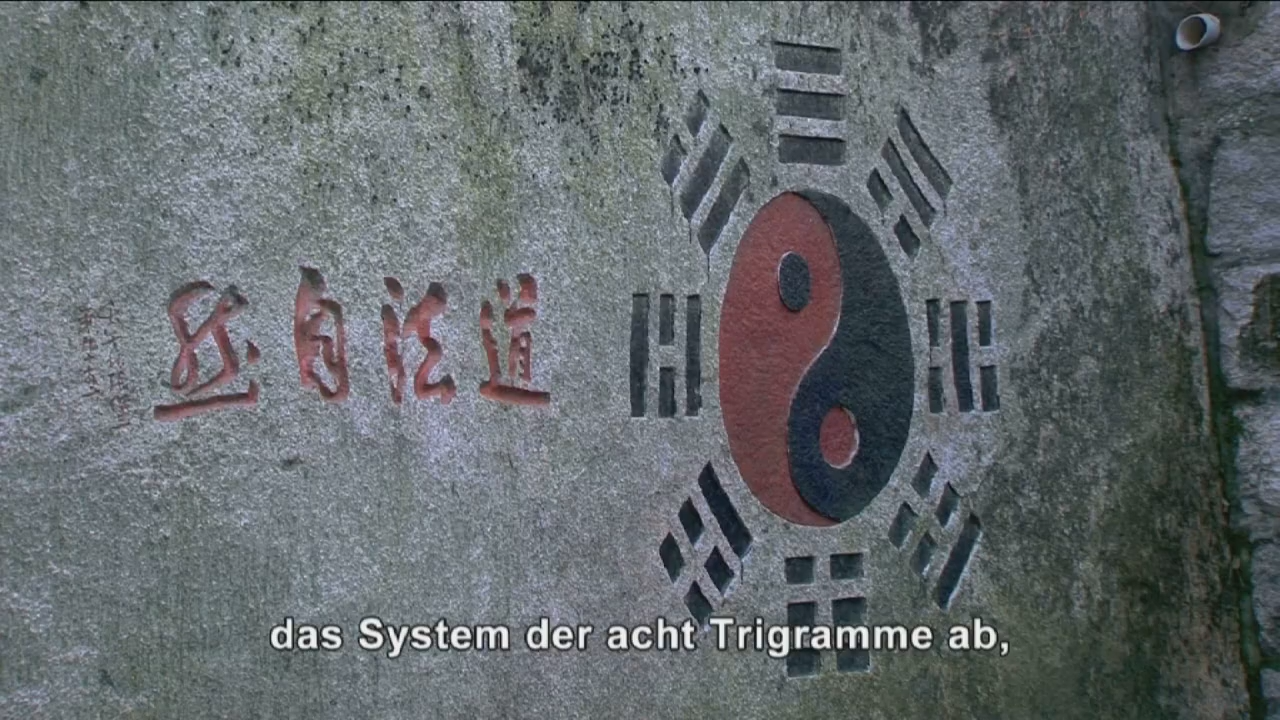 道法自然
das System der acht Trigramme ab,